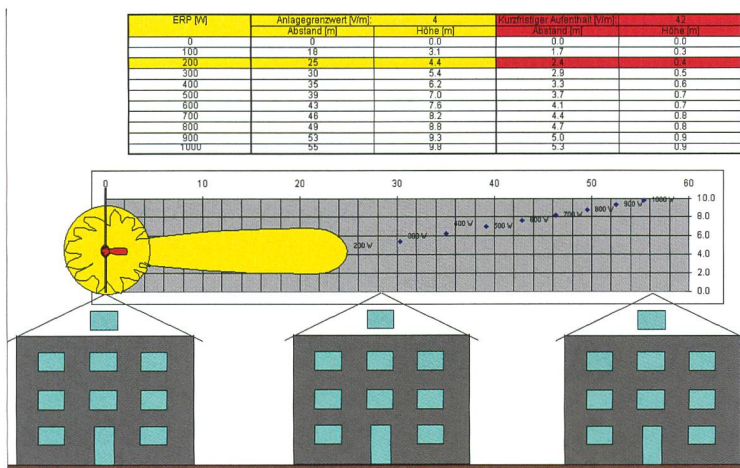 ERP [W] Anlagegrenzwert [V/m]: 4 Kurzfristiger Aufenthalt [V/m]: 42
Abstand [m] Höhe [m] Abstand [m] Höhe [m]
0 0 0.0 0.0 0.0
100 18 3.1 1.7 0.3
200 25 4.4 2.4 0.4
300 30 5.4 2.9 0.5
400 35 6.2 3.3 0.6
500 39 7.0 3.7 0.7
600 43 7.6 4.1 0.7
700 46 8.2 4.4 0.8
800 49 8.8 4.7 0.8
900 53 9.3 5.0 0.9
1000 55 9.8 5.3 0.9
0 10 20 30 40 50 60
10.0
8.0
6.0
4.0
2.0
0.0
200 W 300 W 400 W 500 W 600 W 700 W 800 W 900 W 1000 W